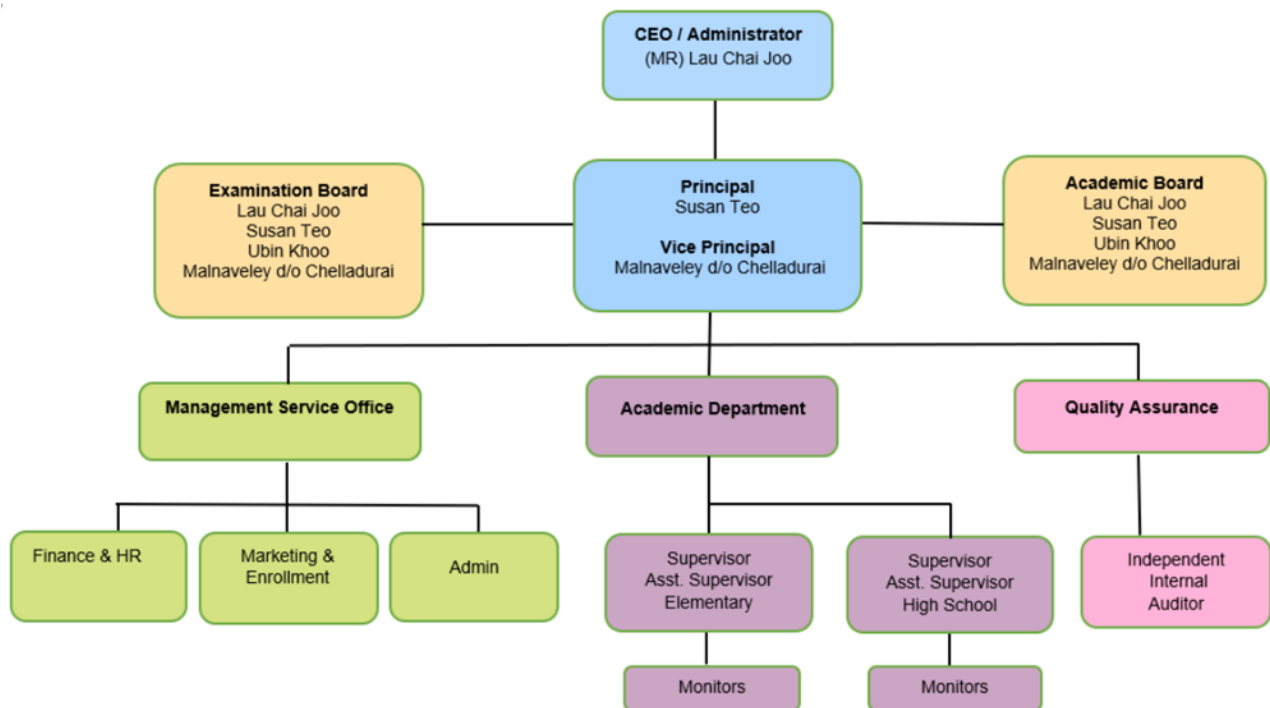 CEO / Administrator
(MR) Lau Chai Joo
Examination Board
Lau Chai Joo
Susan Teo
Ubin Khoo
Malnaveley d/o Chelladurai
Principal
Susan Teo
Vice Principal
Malnaveley d/o Chelladurai
Academic Board
Lau Chai Joo
Susan Teo
Ubin Khoo
Malnaveley d/o Chelladurai
Management Service Office
Academic Department
Quality Assurance
Finance & HR
Marketing &
Enrollment
Admin
Supervisor
Asst. Supervisor
Elementary
Supervisor
Asst. Supervisor
High School
Independent
Internal
Auditor
Monitors
Monitors